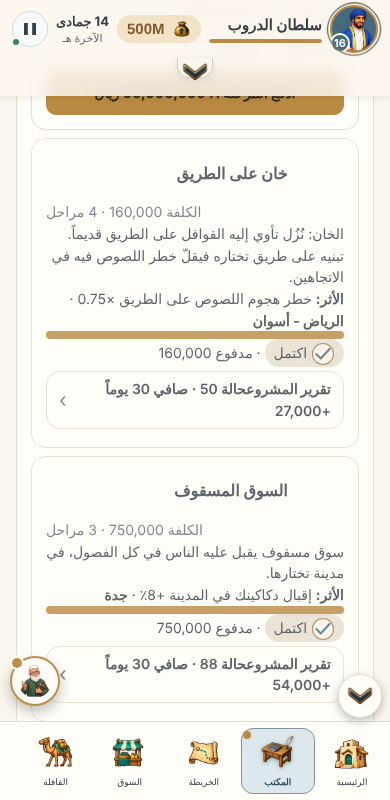 سلطان الدروب
16
500M
14 جمادى
الآخرة هـ
خان على الطريق
الكلفة 160,000 · 4 مراحل
الخان: نُزُل تأوي إليه القوافل على الطريق قديماً.
تبنيه على طريق تختاره فيقلّ خطر اللصوص فيه في
الاتجاهين.
الأثر: خطر هجوم اللصوص على الطريق ×0.75 ·
الرياض - أسوان
اكتمل · مدفوع 160,000
تقرير المشروعحالة 50 · صافي 30 يوماً
+27,000
السوق المسقوف
الكلفة 750,000 · 3 مراحل
سوق مسقوف يقبل عليه الناس في كل الفصول، في
مدينة تختارها.
الأثر: إقبال دكاكينك في المدينة +8٪ · جدة
اكتمل · مدفوع 750,000
تقرير المشروعحالة 88 · صافي 30 يوماً
+54,000
الرئيسية
المكتب
الخريطة
السوق
القافلة